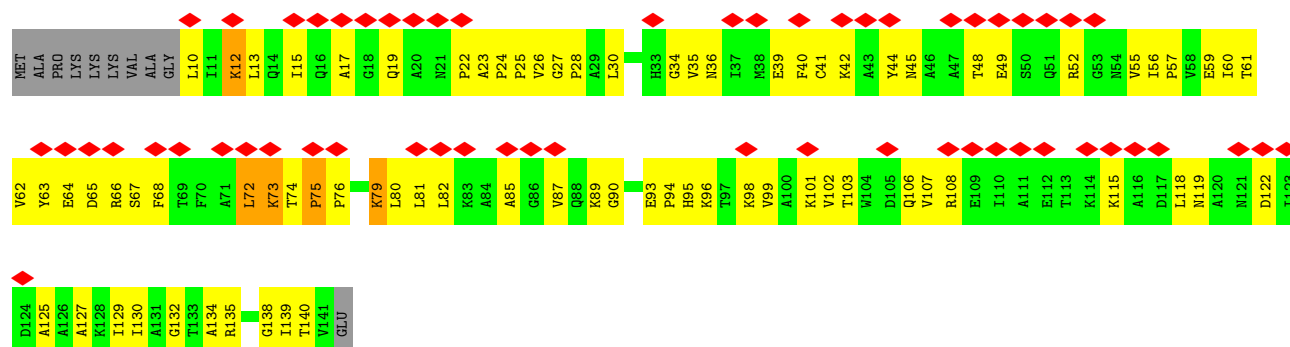 MET ALA PRO LYS LYS LYS VAL ALA GLY L10 I11 K12 L13 Q14 I15 Q16 A17 G18 Q19 A20 N21 P22 A23 P24 P25 V26 G27 P28 A29 L30 H33 G34 V35 N36 I37 M38 E39 F40 C41 K42 A43 Y44 N45 A46 A47 T48 E49 S50 Q51 R52 G53 N54 V55 I56 P57 V58 E59 I60 T61
V62 Y63 E64 D65 R66 S67 F68 T69 F70 A71 L72 K73 T74 P75 P76 K79 L80 L81 L82 K83 A84 A85 G86 V87 Q88 K89 G90 E93 P94 H95 K96 T97 K98 V99 A100 K101 V102 T103 W104 D105 Q106 V107 R108 E109 I110 A111 E112 T113 K114 K115 A116 D117 L118 N119 A120 N121 D122 I123
D124 A125 A126 A127 K128 I129 I130 A131 G132 T133 A134 R135 G138 I139 T140 V141 GLU